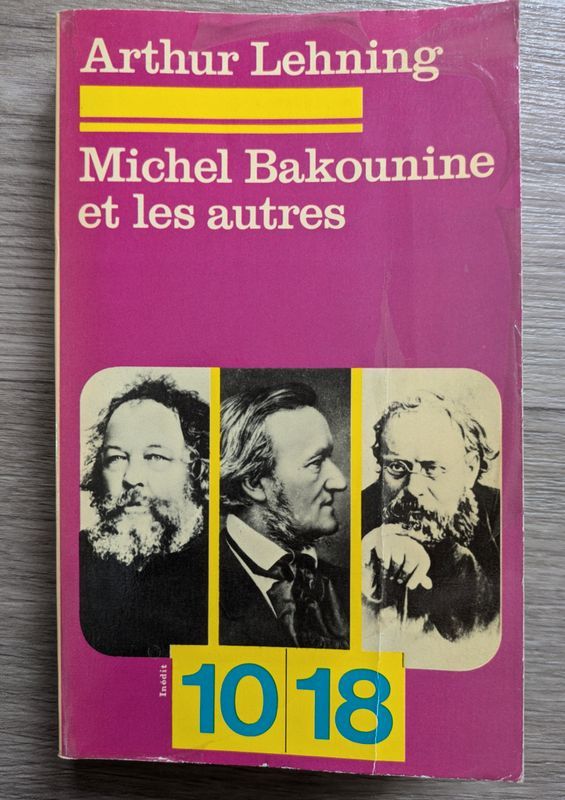 Arthur Lehning
Michel Bakounine
et les autres
Inédit
10 18